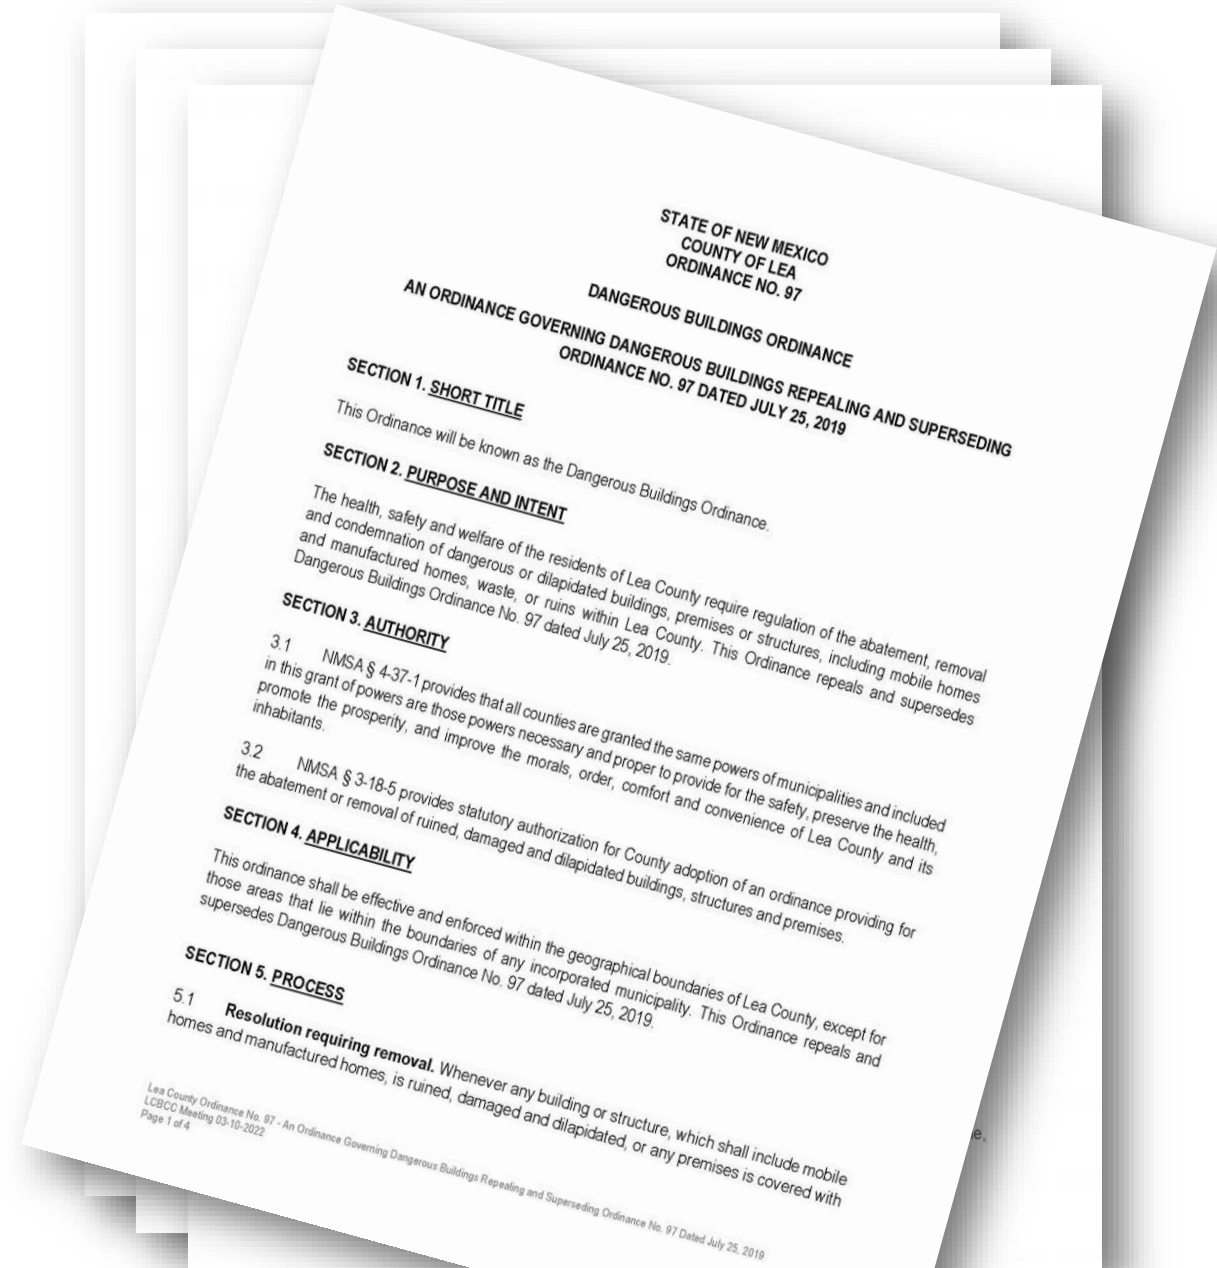 STATE OF NEW MEXICO
COUNTY OF LEA
ORDINANCE NO. 97
DANGEROUS BUILDINGS ORDINANCE
AN ORDINANCE GOVERNING DANGEROUS BUILDINGS REPEALING AND SUPERSEDING
ORDINANCE NO. 97 DATED JULY 25, 2019
SECTION 1. SHORT TITLE
This Ordinance will be known as the Dangerous Buildings Ordinance.
SECTION 2. PURPOSE AND INTENT
The health, safety and welfare of the residents of Lea County require regulation of the abatement, removal
and condemnation of dangerous or dilapidated buildings, premises or structures, including mobile homes
and manufactured homes, waste, or ruins within Lea County. This Ordinance repeals and supersedes
Dangerous Buildings Ordinance No. 97 dated July 25, 2019.
SECTION 3. AUTHORITY
3.1 NMSA § 4-37-1 provides that all counties are granted the same powers of municipalities and included
in this grant of powers are those powers necessary and proper to provide for the safety, preserve the health,
promote the prosperity, and improve the morals, order, comfort and convenience of Lea County and its
inhabitants.
3.2 NMSA § 3-18-5 provides statutory authorization for County adoption of an ordinance providing for
the abatement or removal of ruined, damaged and dilapidated buildings, structures and premises.
SECTION 4. APPLICABILITY
This ordinance shall be effective and enforced within the geographical boundaries of Lea County, except for
those areas that lie within the boundaries of any incorporated municipality. This Ordinance repeals and
supersedes Dangerous Buildings Ordinance No. 97 dated July 25, 2019.
SECTION 5. PROCESS
5.1 Resolution requiring removal. Whenever any building or structure, which shall include mobile
homes and manufactured homes, is ruined, damaged and dilapidated, or any premises is covered with
Lea County Ordinance No. 97 - An Ordinance Governing Dangerous Buildings Repealing and Superseding Ordinance No. 97 Dated July 25, 2019
LCBCC Meeting 03-10-2022
Page 1 of 4